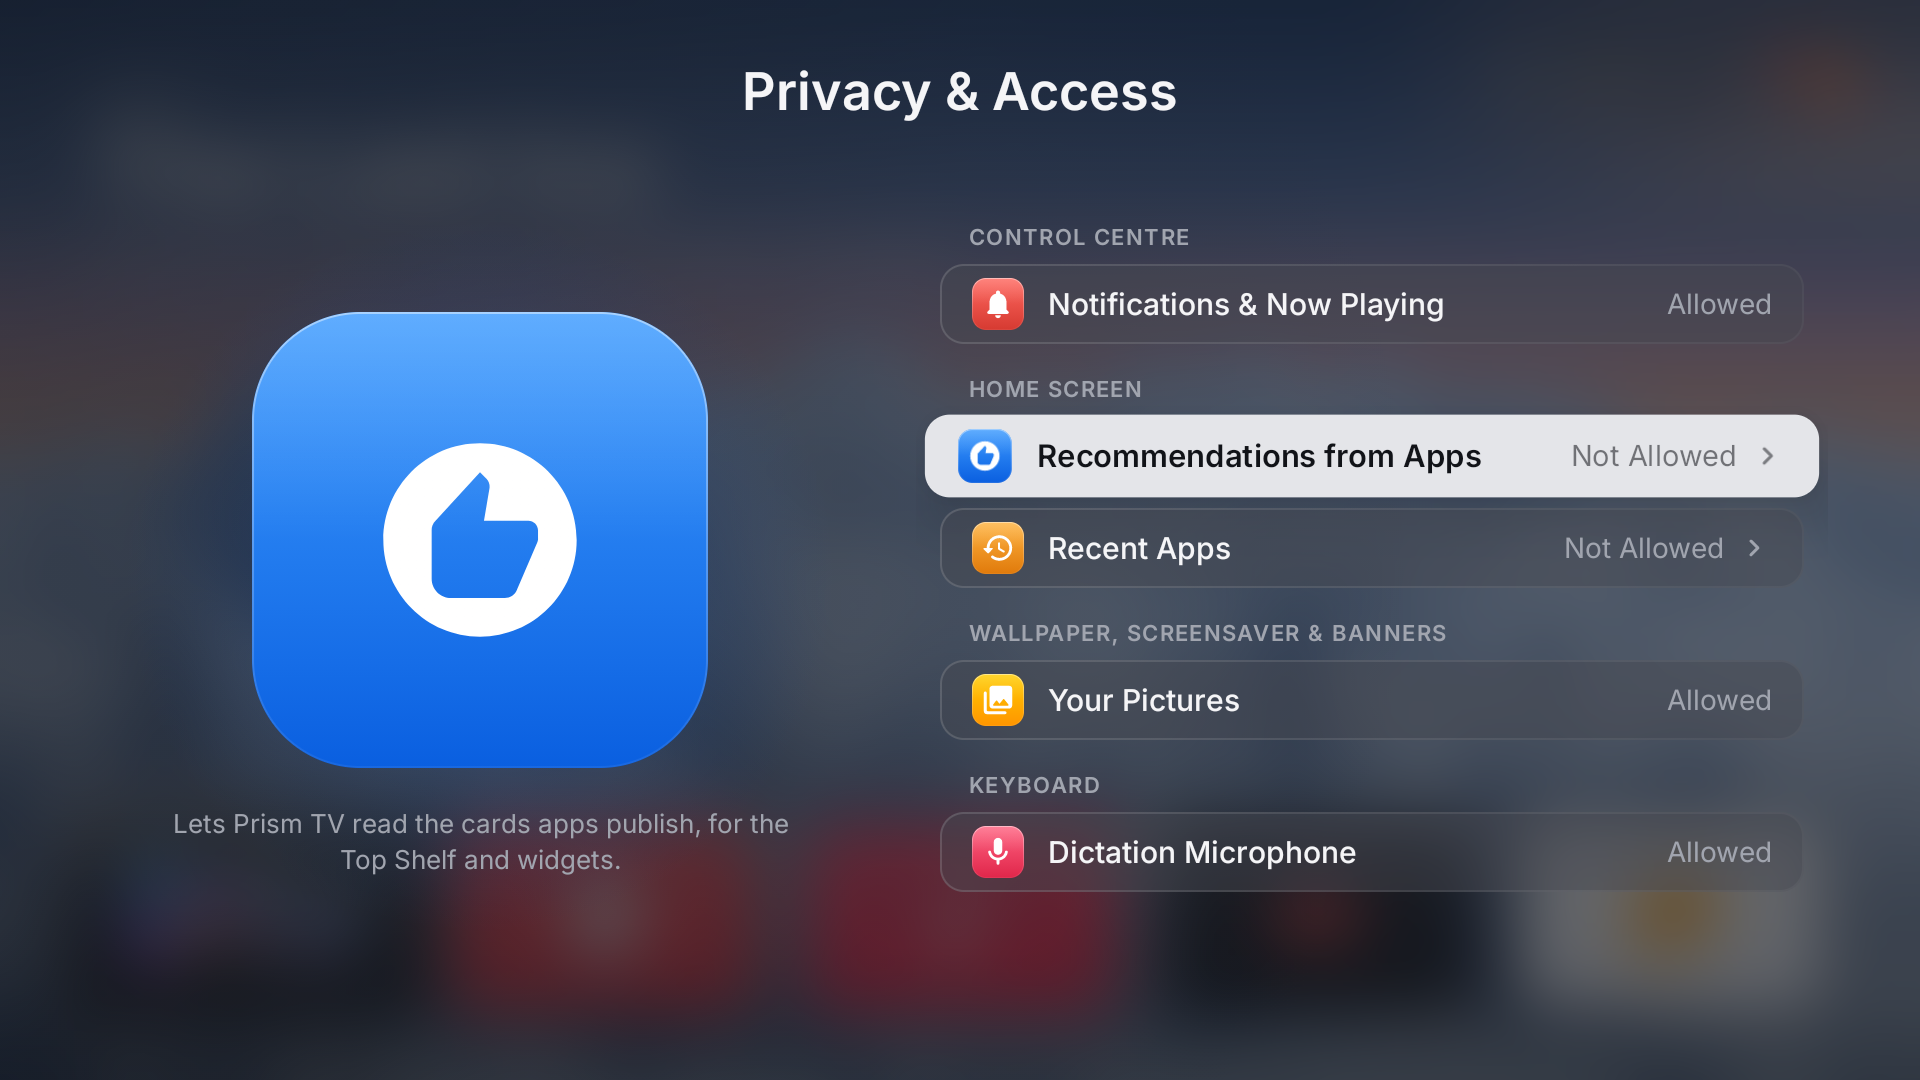 Privacy & Access
CONTROL CENTRE
Notifications & Now Playing Allowed
HOME SCREEN
Recommendations from Apps Not Allowed
Recent Apps Not Allowed
WALLPAPER, SCREENSAVER & BANNERS
Your Pictures Allowed
KEYBOARD
Dictation Microphone Allowed
Lets Prism TV read the cards apps publish, for the
Top Shelf and widgets.